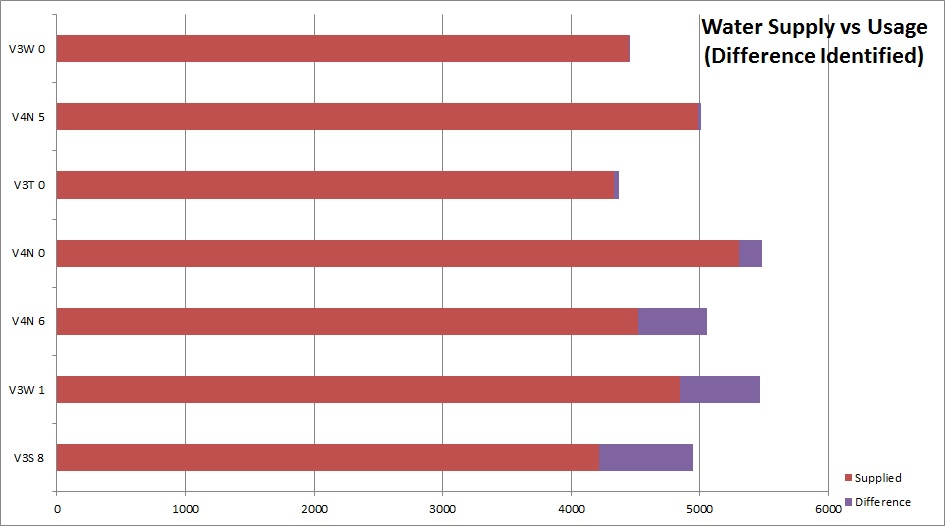 Water Supply vs Usage
(Difference Identified)
V3W 0
V4N 5
V3T 0
V4N 0
V4N 6
V3W 1
V3S 8
Supplied
Difference
0 1000 2000 3000 4000 5000 6000